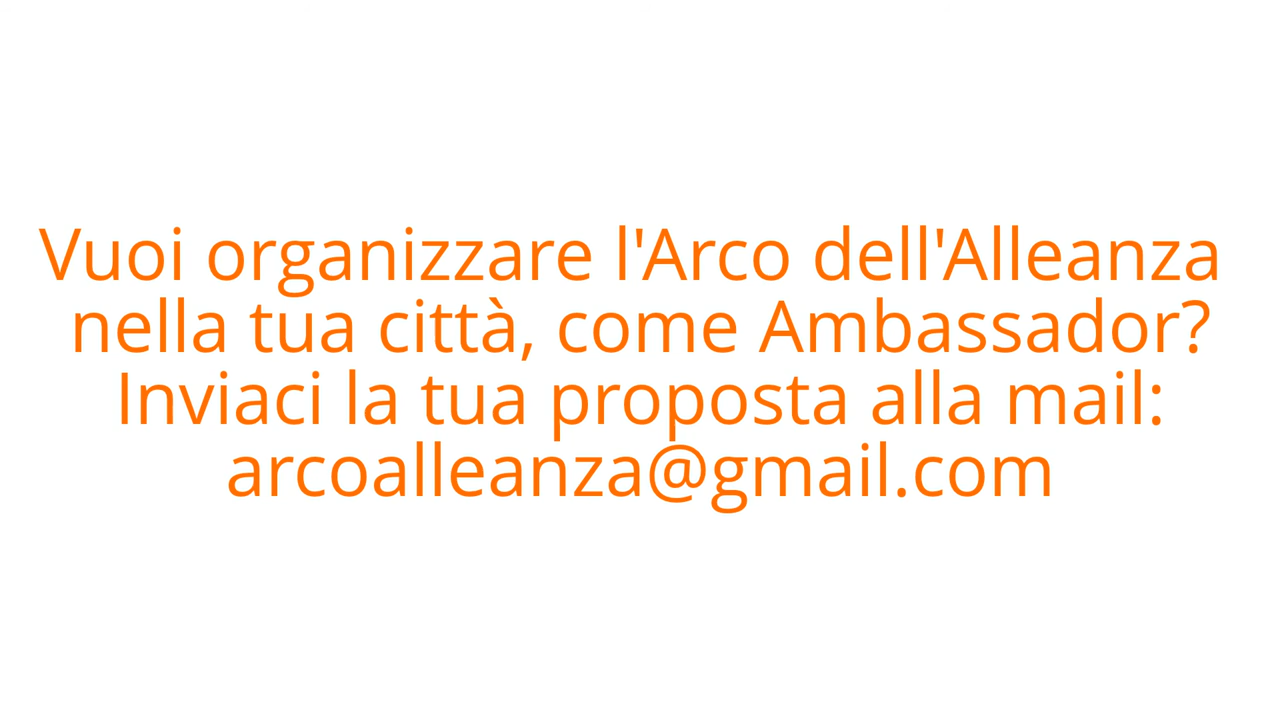 Vuoi organizzare l'Arco dell'Alleanza
nella tua città, come Ambassador?
Inviaci la tua proposta alla mail:
arcoalleanza@gmail.com